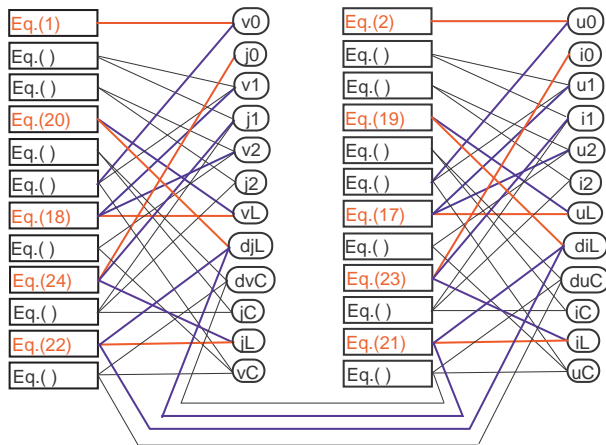 Eq.(1) v0 Eq.(2) u0
Eq.( ) j0 Eq.( ) i0
Eq.( ) v1 Eq.( ) u1
Eq.(20) j1 Eq.(19) i1
Eq.( ) v2 Eq.( ) u2
Eq.( ) j2 Eq.( ) i2
Eq.(18) vL Eq.(17) uL
Eq.( ) djL Eq.( ) diL
Eq.(24) dvC Eq.(23) duC
Eq.( ) jC Eq.( ) iC
Eq.(22) jL Eq.(21) iL
Eq.( ) vC Eq.( ) uC